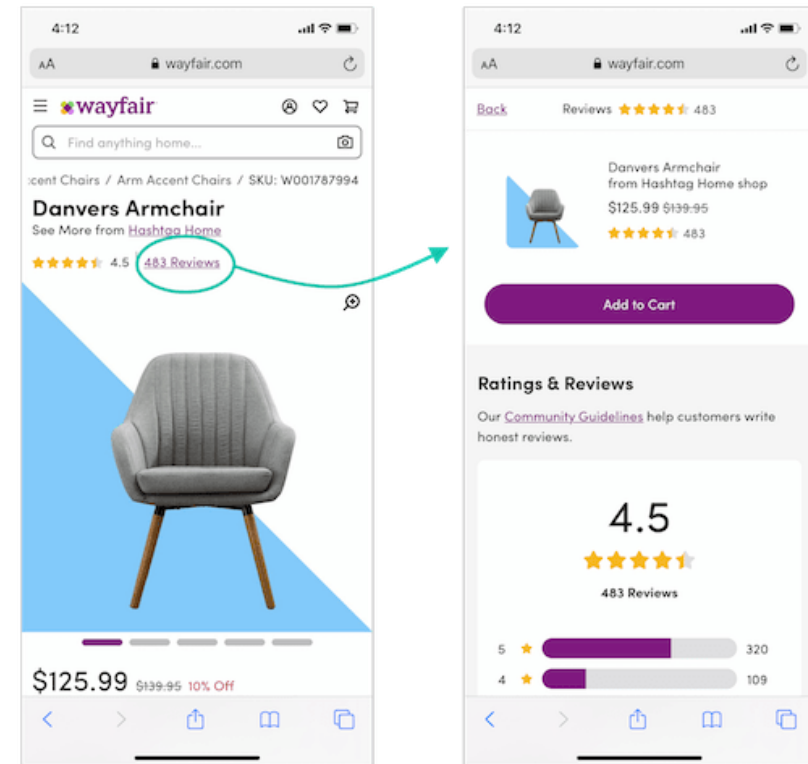 4:12
AA wayfair.com
wayfair
Find anything home...
:cent Chairs / Arm Accent Chairs / SKU: W001787994
Danvers Armchair
See More from Hashtag Home
4.5 483 Reviews
$125.99 $139.95 10% Off
4:12
AA wayfair.com
Back Reviews 483
Danvers Armchair
from Hashtag Home shop
$125.99 $139.95
483
Add to Cart
Ratings & Reviews
Our Community Guidelines help customers write
honest reviews.
4.5
483 Reviews
5 320
4 109